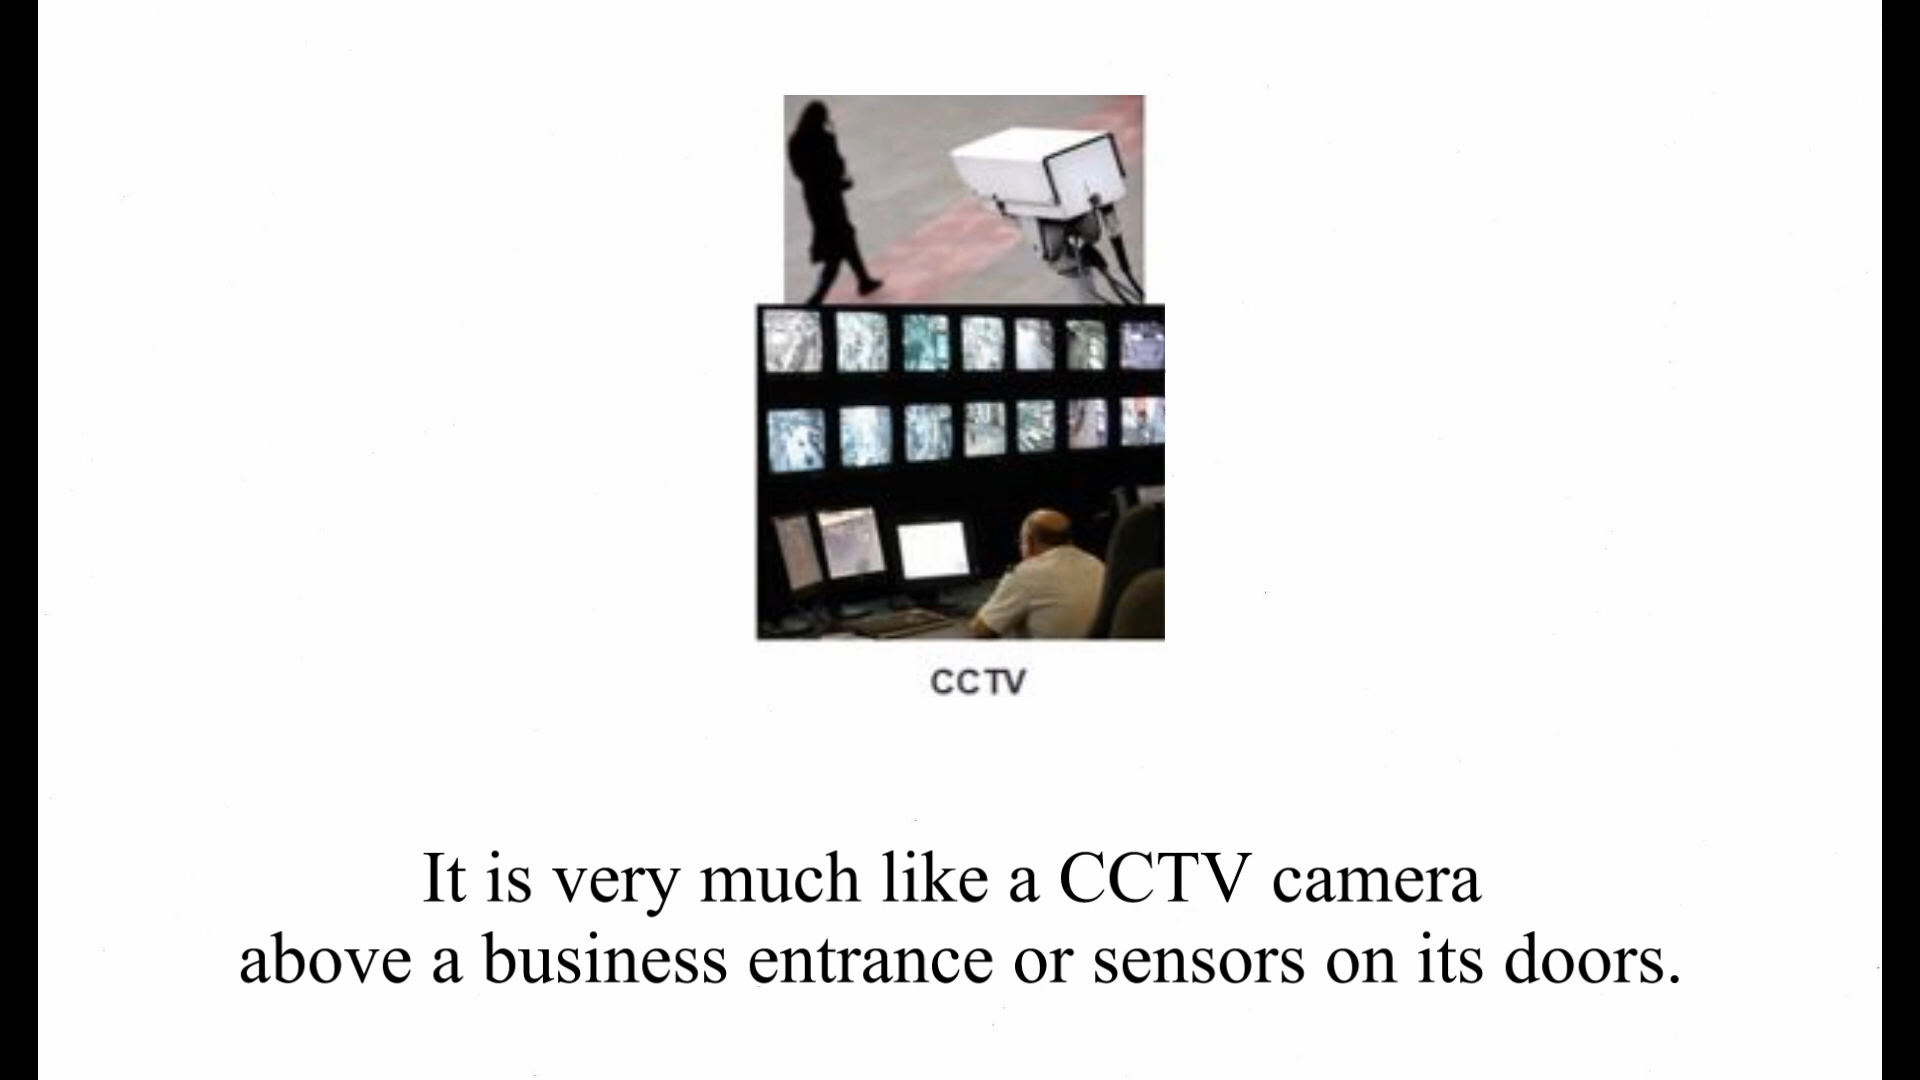 CCTV
It is very much like a CCTV camera
above a business entrance or sensors on its doors.